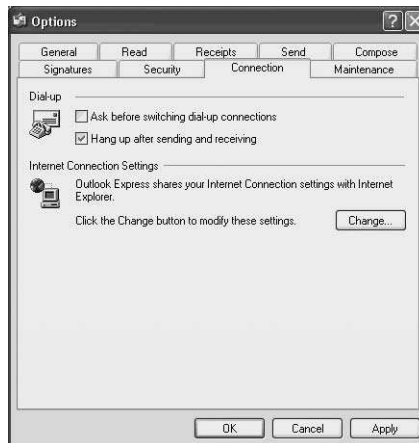 Options
General Read Receipts Send Compose
Signatures Security Connection Maintenance
Dial-up
Ask before switching dial-up connections
Hang up after sending and receiving
Internet Connection Settings
Outlook Express shares your Internet Connection settings with Internet
Explorer.
Click the Change button to modify these settings. Change...
OK Cancel Apply